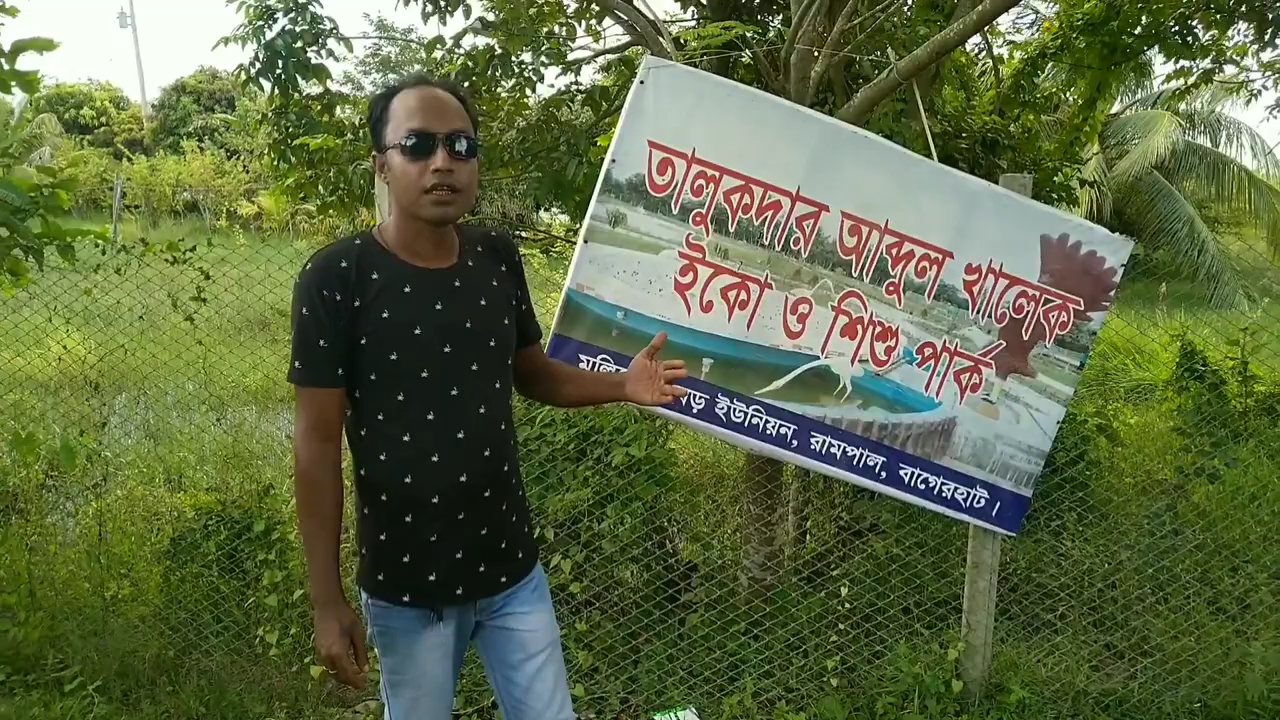 তালুকদার আব্দুল খালেক
ইকো ও শিশু পার্ক
ইউনিয়ন, রামপাল, বাগেরহাট।